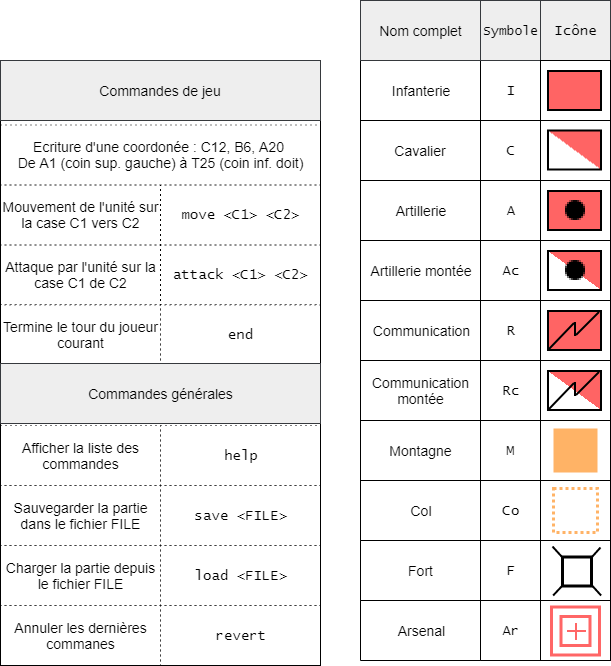 Commandes de jeu
Ecriture d'une coordonée : C12, B6, A20
De A1 (coin sup. gauche) à T25 (coin inf. doit)
Mouvement de l'unité sur
la case C1 vers C2
move <C1> <C2>
Attaque par l'unité sur la
case C1 de C2
attack <C1> <C2>
Termine le tour du joueur
courant
end
Commandes générales
Afficher la liste des
commandes
help
Sauvegarder la partie
dans le fichier FILE
save <FILE>
Charger la partie depuis
le fichier FILE
load <FILE>
Annuler les dernières
commanes
revert
Nom complet
Symbole
Icône
Infanterie
I
Cavalier
C
Artillerie
A
Artillerie montée
Ac
Communication
R
Communication
montée
Rc
Montagne
M
Col
Co
Fort
F
Arsenal
Ar